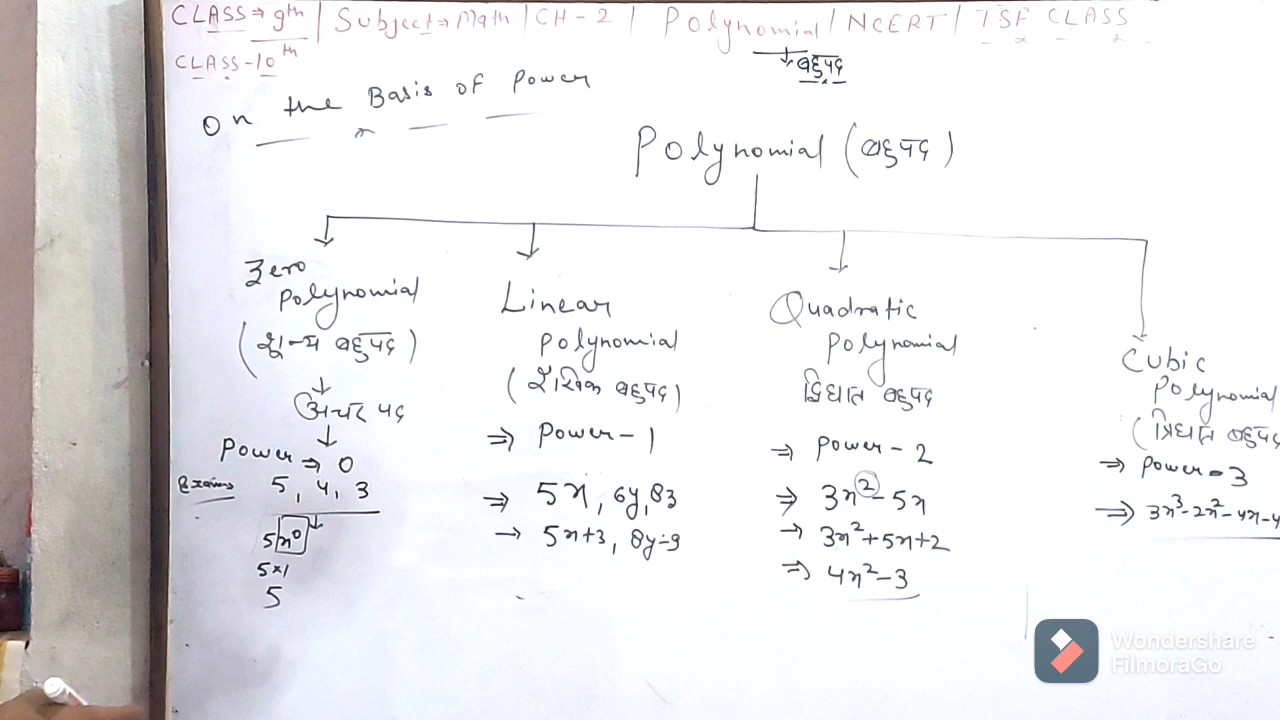 CLASS → 9th | Subject → Math | CH-2 | Polynomial | NCERT | TSF CLASS
CLASS-10th
↓ बहुपद
On the Basis of Power
Polynomial (बहुपद)
Zero
Polynomial
(शून्य बहुपद)
↓
अचर पद
↓
Power ⇒ 0
5, 4, 3
5x⁰
5×1
5
Linear
Polynomial
(रैखिक बहुपद)
⇒ Power - 1
⇒ 5x, 6y, 8z
→ 5x+3, 8y-9
Quadratic
Polynomial
द्विघात बहुपद
⇒ Power - 2
⇒ 3x² - 5x
→ 3x²+5x+2
⇒ 4x²-3
Cubic
Polynomial
(त्रिघात बहुपद
⇒ Power = 3
⇒ 3x³-2x²-4x-4
Wondershare
FilmoraGo